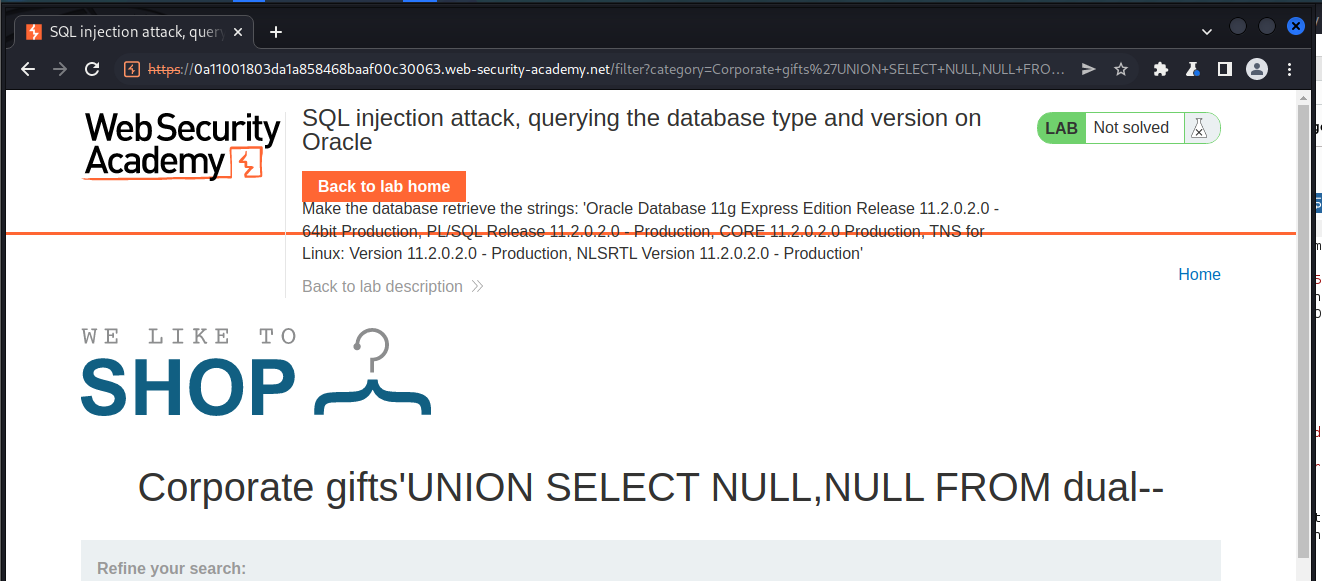 SQL injection attack, quer
https://0a11001803da1a858468baaf00c30063.web-security-academy.net/filter?category=Corporate+gifts%27UNION+SELECT+NULL,NULL+FRO...
WebSecurity
Academy
SQL injection attack, querying the database type and version on
Oracle
LAB Not solved
Back to lab home
Make the database retrieve the strings: 'Oracle Database 11g Express Edition Release 11.2.0.2.0 -
64bit Production, PL/SQL Release 11.2.0.2.0 - Production, CORE 11.2.0.2.0 Production, TNS for
Linux: Version 11.2.0.2.0 - Production, NLSRTL Version 11.2.0.2.0 - Production'
Back to lab description
Home
WE LIKE TO
SHOP
Corporate gifts'UNION SELECT NULL,NULL FROM dual--
Refine your search: